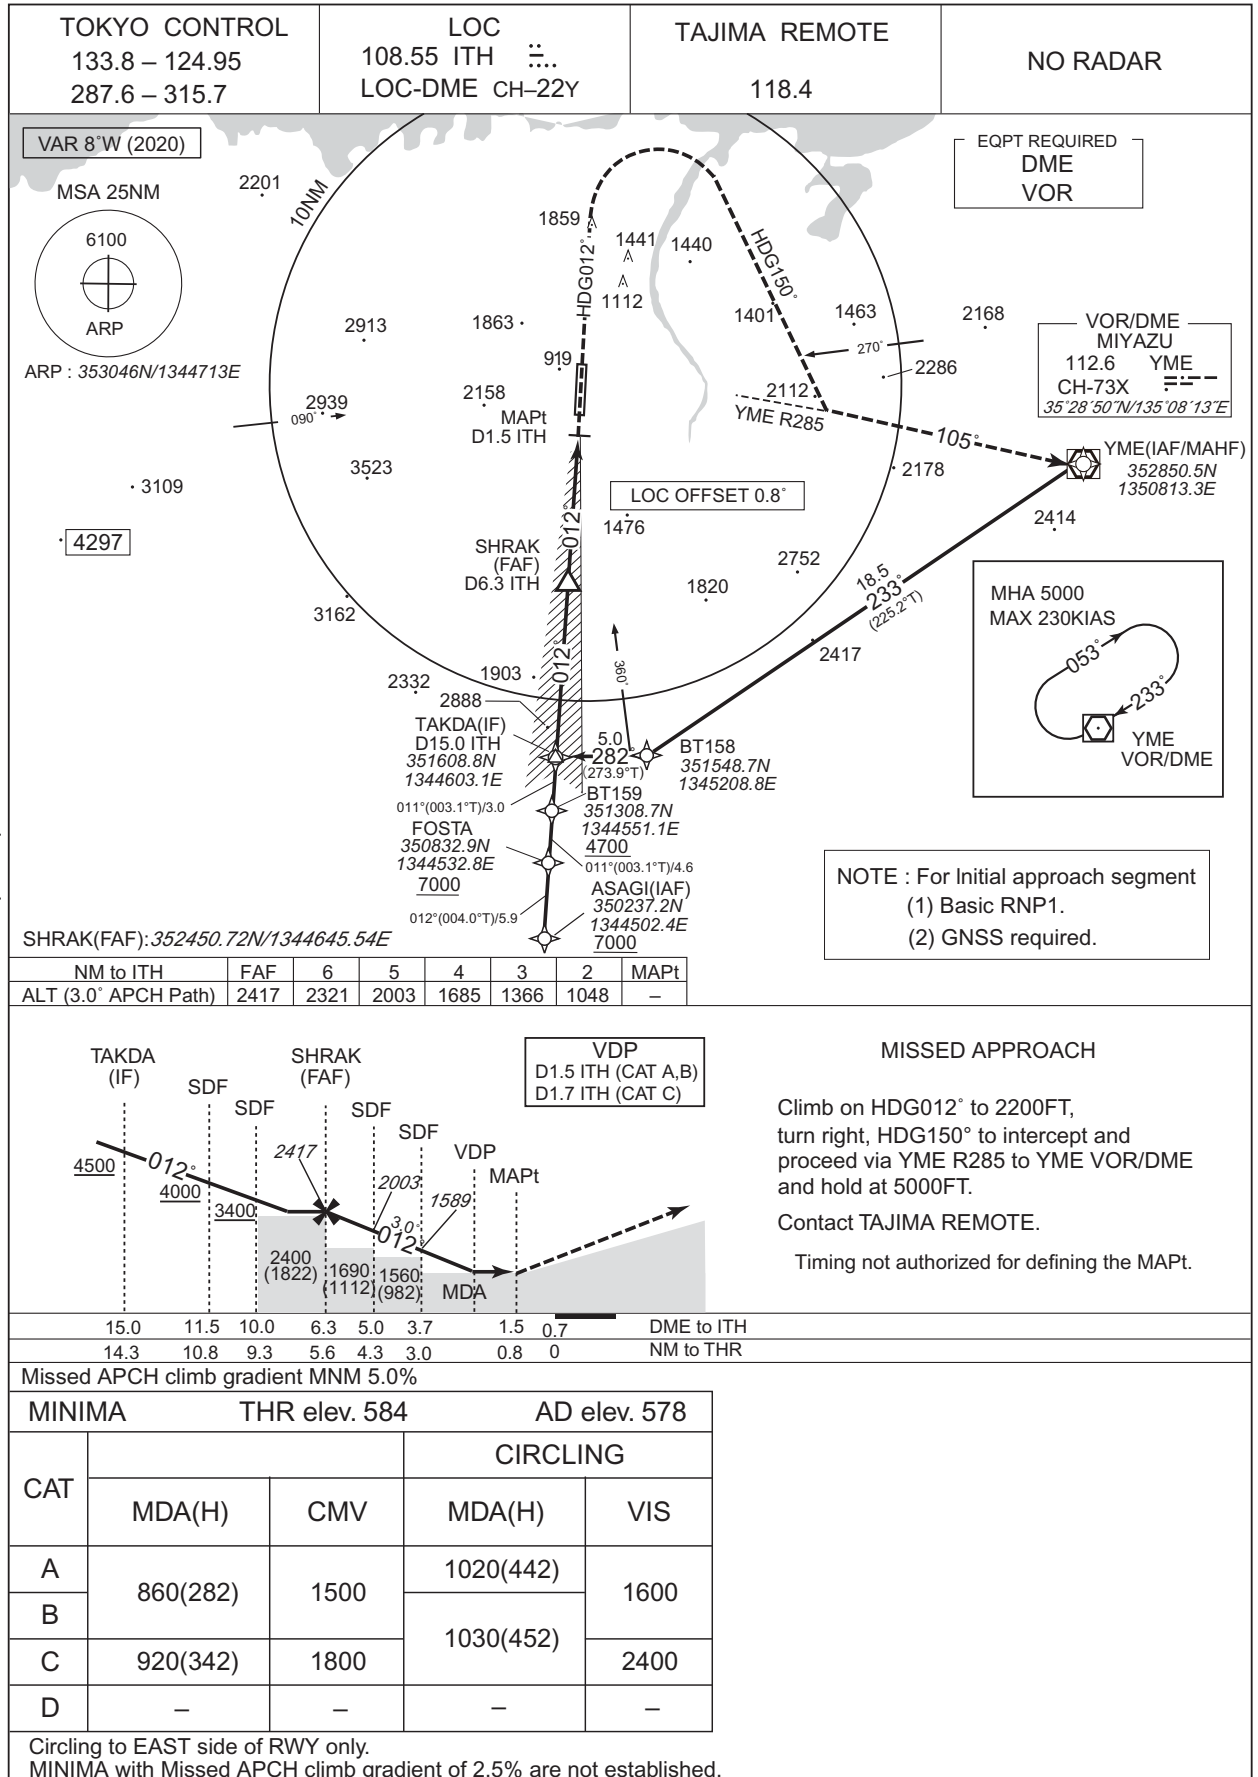 TOKYO CONTROL
133.8 – 124.95
287.6 – 315.7
LOC
108.55 ITH
LOC-DME CH–22Y
TAJIMA REMOTE
118.4
NO RADAR
VAR 8˚W (2020)
MSA 25NM
6100
ARP
ARP : 353046N/1344713E
EQPT REQUIRED
DME
VOR
2201
10NM
1859
1441
1440
HDG012˚
HDG150˚
1112
2913
1863
1401
1463
2168
VOR/DME
MIYAZU
112.6 YME
CH-73X
35˚28´50˝N/135˚08´13˝E
919
270˚
2286
2939
090˚
2158
2112
MAPt
D1.5 ITH
YME R285
105˚
YME(IAF/MAHF)
352850.5N
1350813.3E
3523
2178
3109
LOC OFFSET 0.8˚
4297
012˚
1476
2414
SHRAK
(FAF)
D6.3 ITH
2752
1820
18.5
233˚
(225.2˚T)
3162
MHA 5000
MAX 230KIAS
053˚
233˚
YME
VOR/DME
012˚
360˚
2417
1903
2332
2888
TAKDA(IF)
D15.0 ITH
351608.8N
1344603.1E
5.0
282˚
(273.9°T)
BT158
351548.7N
1345208.8E
011°(003.1°T)/3.0
BT159
351308.7N
1344551.1E
4700
FOSTA
350832.9N
1344532.8E
7000
011°(003.1°T)/4.6
012°(004.0°T)/5.9
ASAGI(IAF)
350237.2N
1344502.4E
7000
NOTE : For Initial approach segment
(1) Basic RNP1.
(2) GNSS required.
SHRAK(FAF):352450.72N/1344645.54E
NM to ITH FAF 6 5 4 3 2 MAPt
ALT (3.0˚ APCH Path) 2417 2321 2003 1685 1366 1048 –
TAKDA
(IF)
SDF
SDF
SHRAK
(FAF)
SDF
SDF
VDP
MAPt
VDP
D1.5 ITH (CAT A,B)
D1.7 ITH (CAT C)
4500
012˚
4000
3400
2417
2003
1589
3.0˚
012˚
2400
(1822)
1690
(1112)
1560
(982)
MDA
15.0 11.5 10.0 6.3 5.0 3.7 1.5 0.7 DME to ITH
14.3 10.8 9.3 5.6 4.3 3.0 0.8 0 NM to THR
MISSED APPROACH
Climb on HDG012˚ to 2200FT,
turn right, HDG150° to intercept and
proceed via YME R285 to YME VOR/DME
and hold at 5000FT.
Contact TAJIMA REMOTE.
Timing not authorized for defining the MAPt.
Missed APCH climb gradient MNM 5.0%
MINIMA THR elev. 584 AD elev. 578
CAT
CIRCLING
MDA(H) CMV MDA(H) VIS
A 860(282) 1500 1020(442) 1600
B 1030(452)
C 920(342) 1800 2400
D – – – –
Circling to EAST side of RWY only.
MINIMA with Missed APCH climb gradient of 2.5% are not established.